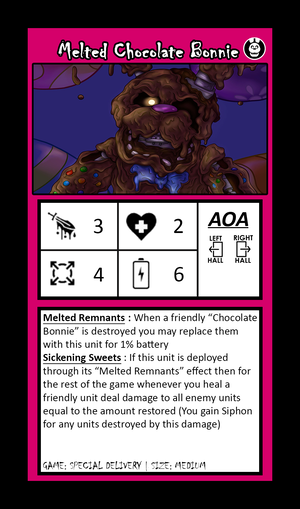 Melted Chocolate Bonnie
3
2
AOA
LEFT RIGHT
HALL HALL
4
6
Melted Remnants : When a friendly “Chocolate
Bonnie” is destroyed you may replace them
with this unit for 1% battery
Sickening Sweets : If this unit is deployed
through its “Melted Remnants” effect then for
the rest of the game whenever you heal a
friendly unit deal damage to all enemy units
equal to the amount restored (You gain Siphon
for any units destroyed by this damage)
GAME: SPECIAL DELIVERY | SIZE: MEDIUM